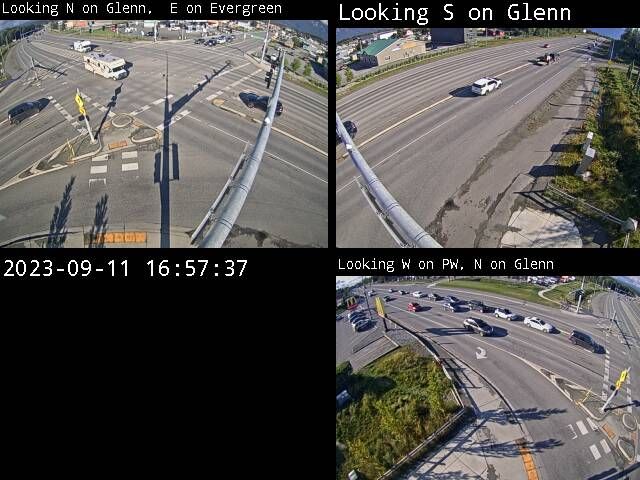 Looking N on Glenn,  E on Evergreen
Looking S on Glenn
2023-09-11 16:57:37
Looking W on PW, N on Glenn